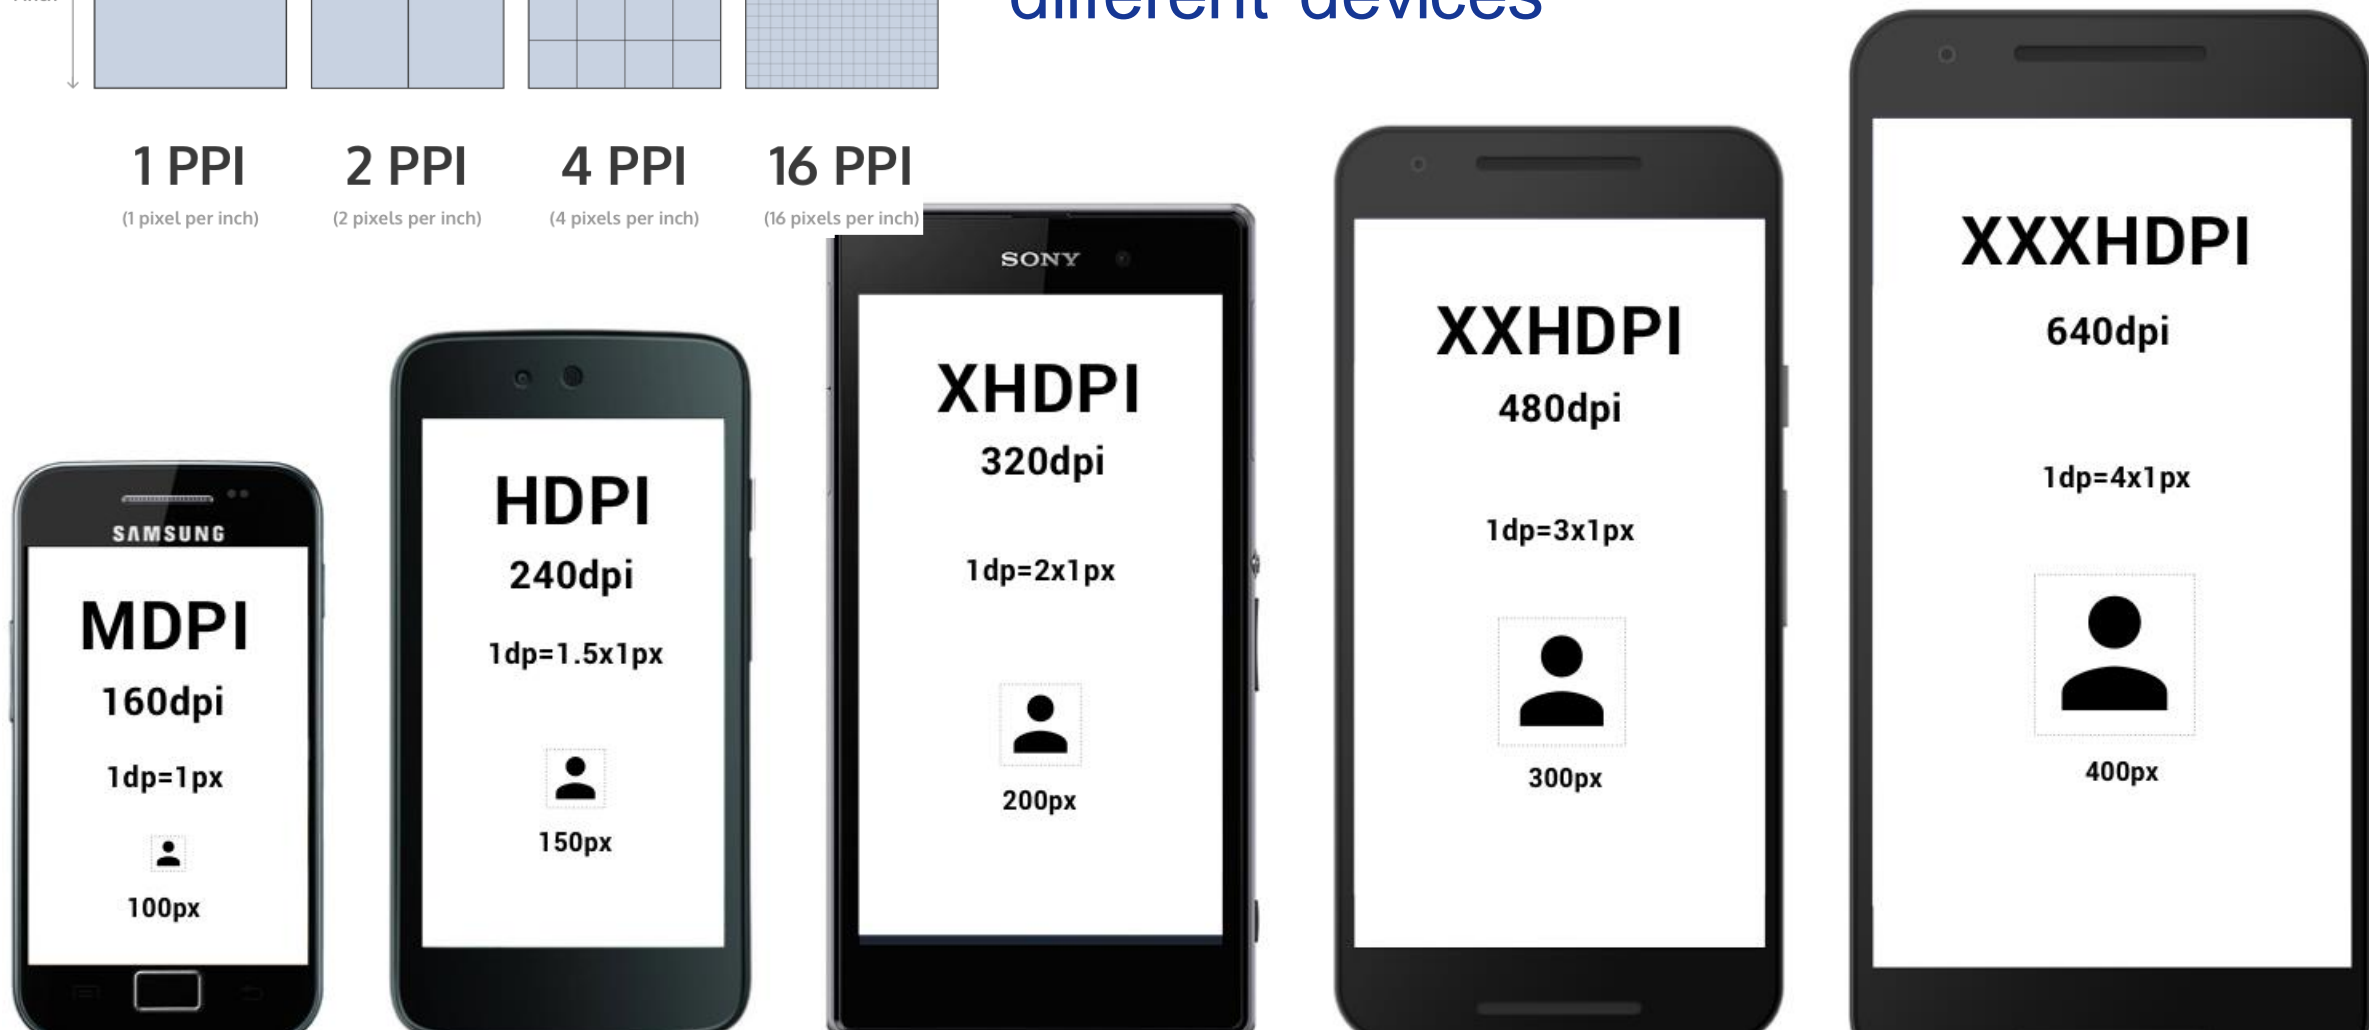 different devices
1 PPI
(1 pixel per inch)
2 PPI
(2 pixels per inch)
4 PPI
(4 pixels per inch)
16 PPI
(16 pixels per inch)
SAMSUNG
MDPI
160dpi
1dp=1px
100px
HDPI
240dpi
1dp=1.5x1px
150px
SONY
XHDPI
320dpi
1dp=2x1px
200px
XXHDPI
480dpi
1dp=3x1px
300px
XXXHDPI
640dpi
1dp=4x1px
400px